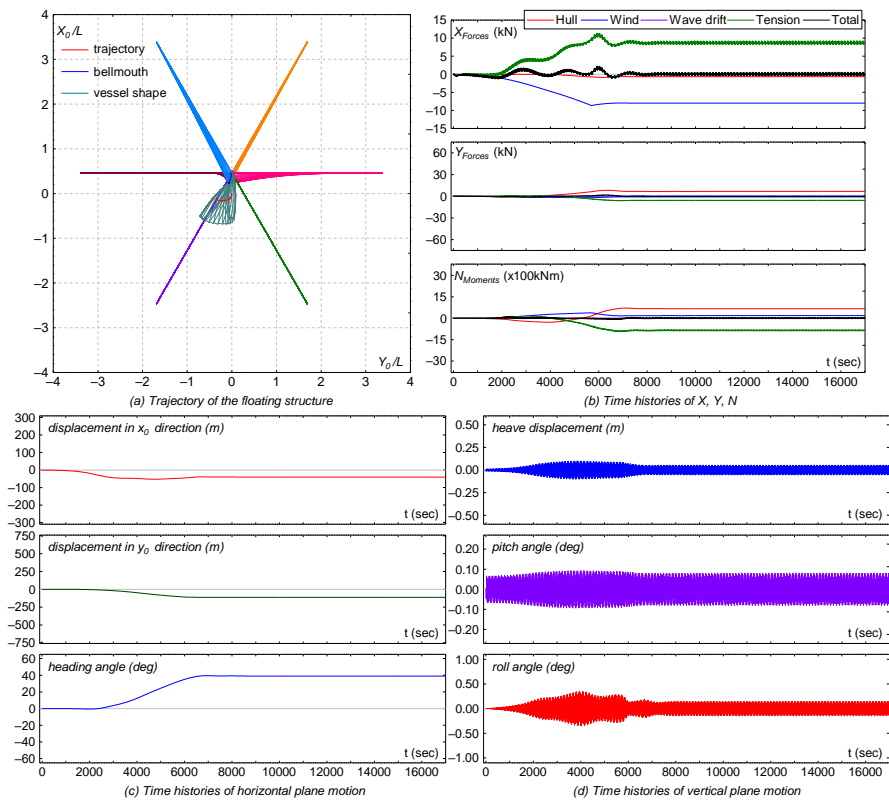 X0/L
trajectory
bellmouth
vessel shape
4
3
2
1
0
−1
−2
−3
−4
Y0/L
−4 −3 −2 −1 0 1 2 3 4
(a) Trajectory of the floating structure
Hull Wind Wave drift Tension Total
XForces (kN)
15
10
5
0
−5
−10
−15
YForces (kN)
60
30
0
−30
−60
NMoments (x100kNm)
30
15
0
−15
−30
t (sec)
0 2000 4000 6000 8000 10000 12000 14000 16000
(b) Time histories of X, Y, N
displacement in x0 direction (m)
300
200
100
0
−100
−200
−300
t (sec)
displacement in y0 direction (m)
750
500
250
0
−250
−500
−750
t (sec)
heading angle (deg)
60
40
20
0
−20
−40
−60
t (sec)
0 2000 4000 6000 8000 10000 12000 14000 16000
(c) Time histories of horizontal plane motion
heave displacement (m)
0.50
0.25
0.00
−0.25
−0.50
t (sec)
pitch angle (deg)
0.20
0.10
0.00
−0.10
−0.20
t (sec)
roll angle (deg)
1.00
0.50
0.00
−0.50
−1.00
t (sec)
0 2000 4000 6000 8000 10000 12000 14000 16000
(d) Time histories of vertical plane motion